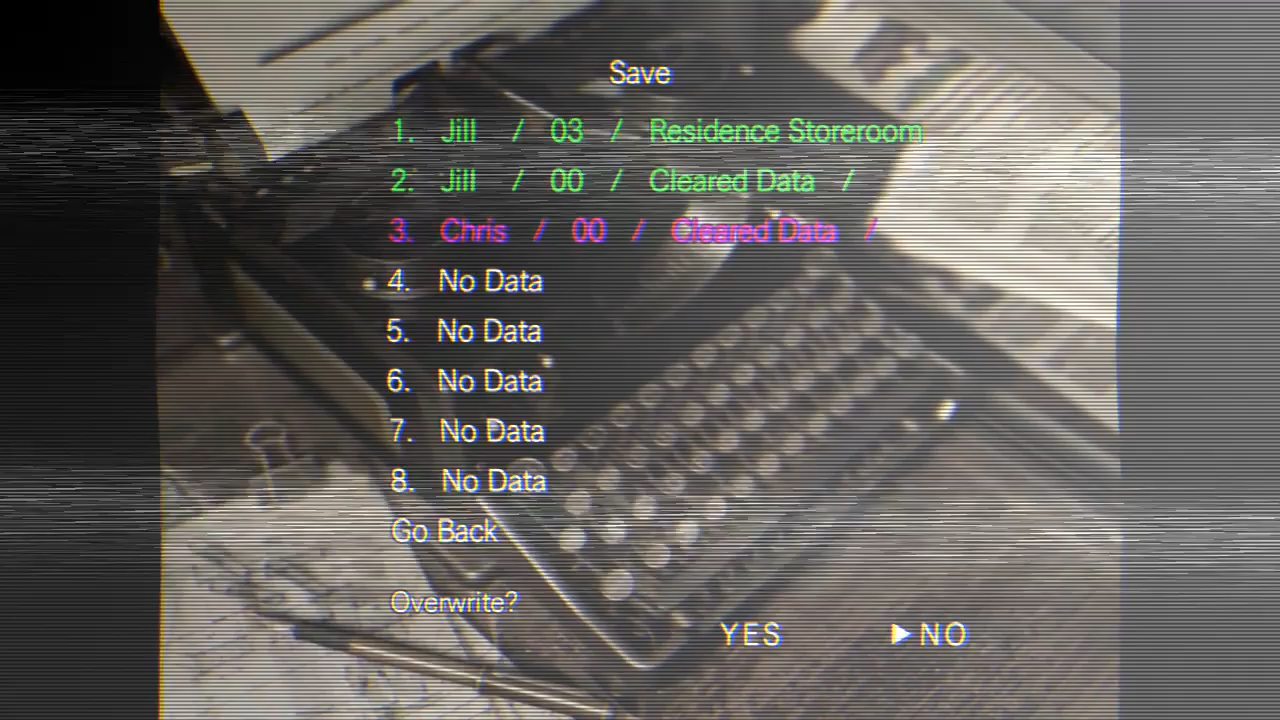 Save
1. Jill / 03 / Residence Storeroom
2. Jill / 00 / Cleared Data /
3. Chris / 00 / Cleared Data /
4. No Data
5. No Data
6. No Data
7. No Data
8. No Data
Go Back
Overwrite?
YES ▶NO